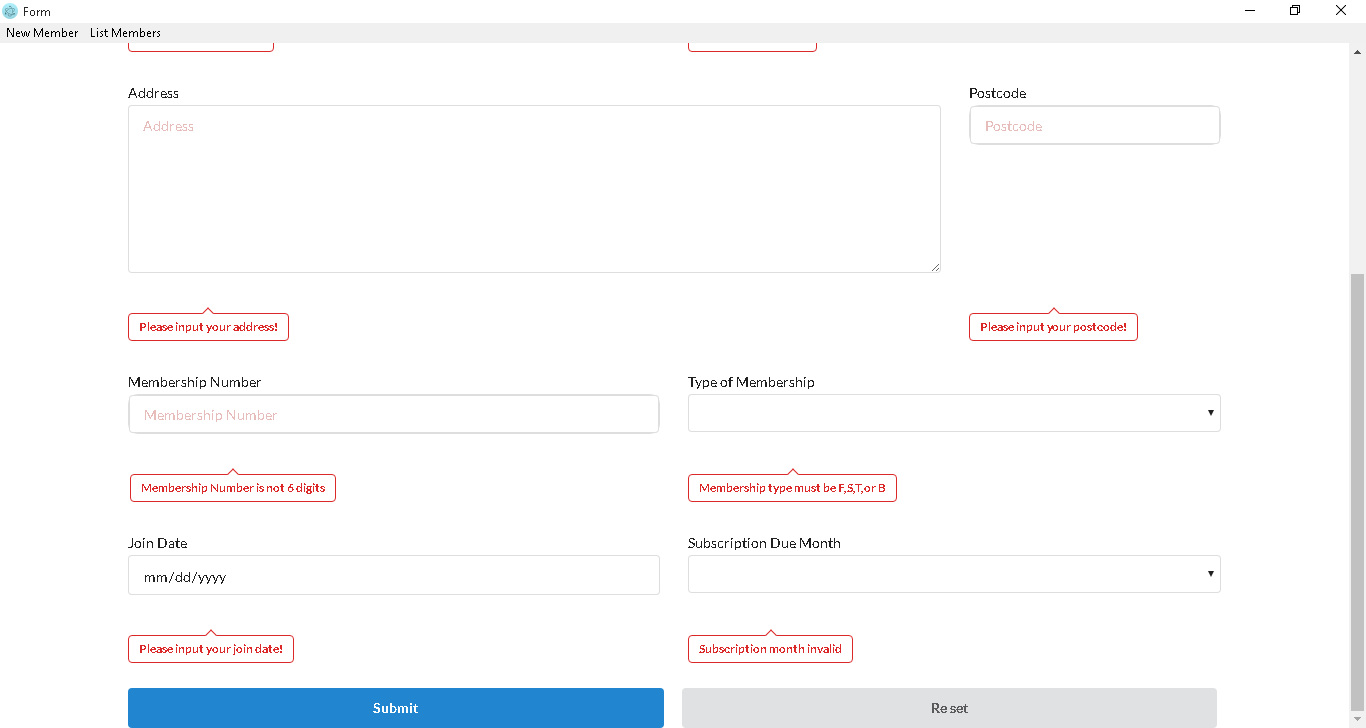 Form
New Member List Members
Address Postcode
Address Postcode
Please input your address! Please input your postcode!
Membership Number Type of Membership
Membership Number
Membership Number is not 6 digits Membership type must be F,S,T,or B
Join Date Subscription Due Month
mm/dd/yyyy
Please input your join date! Subscription month invalid
Submit Reset